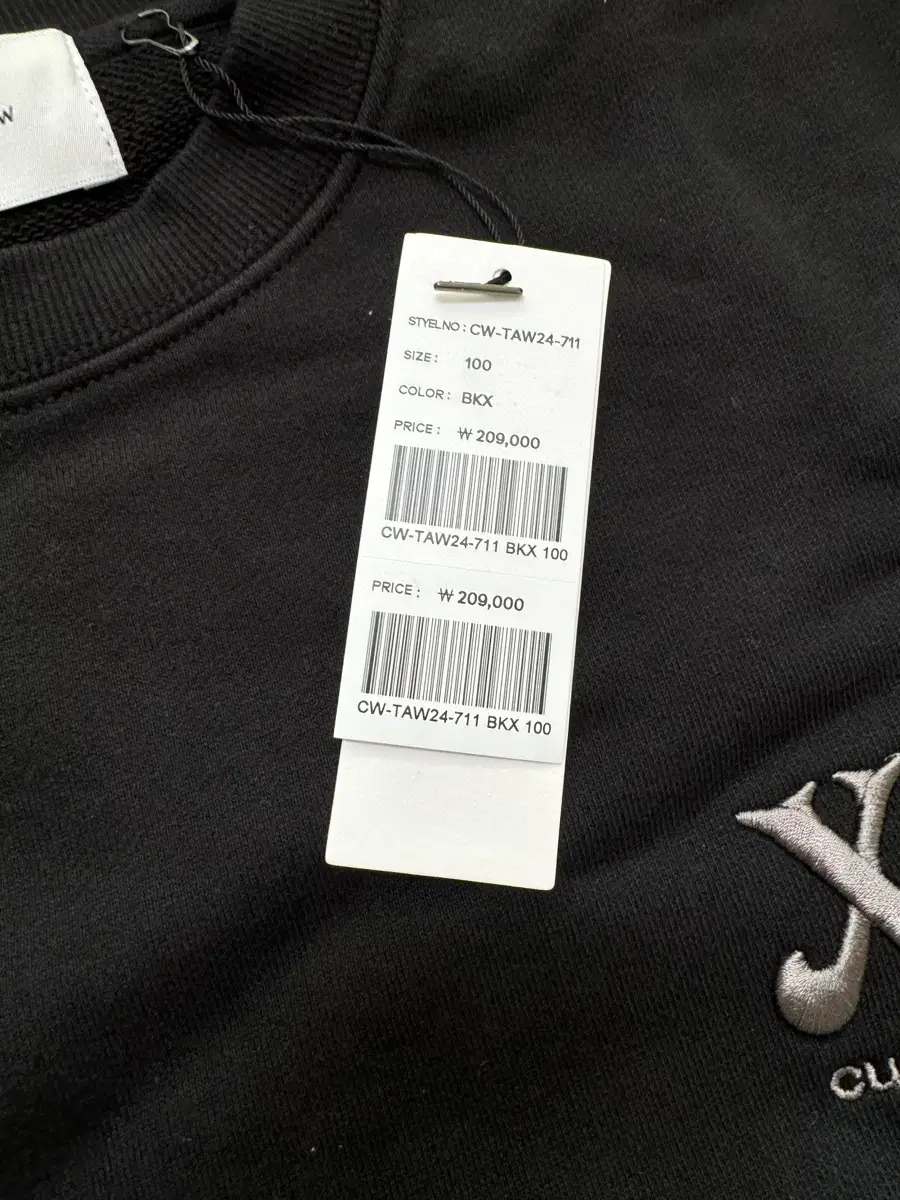 W
STYELNO : CW-TAW24-711
SIZE : 100
COLOR : BKX
PRICE : ₩ 209,000
CW-TAW24-711 BKX 100
PRICE : ₩ 209,000
CW-TAW24-711 BKX 100
X
cu